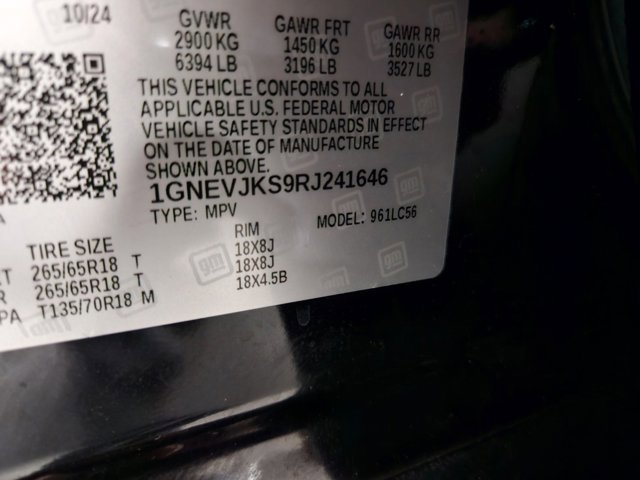 10/24 GVWR GAWR FRT GAWR RR
2900 KG 1450 KG 1600 KG
6394 LB 3196 LB 3527 LB
THIS VEHICLE CONFORMS TO ALL
APPLICABLE U.S. FEDERAL MOTOR
VEHICLE SAFETY STANDARDS IN EFFECT
ON THE DATE OF MANUFACTURE
SHOWN ABOVE.
1GNEVJKS9RJ241646
TYPE: MPV MODEL: 961LC56
TIRE SIZE RIM
265/65R18 T 18X8J
265/65R18 T 18X8J
T135/70R18 M 18X4.5B
gm
gm